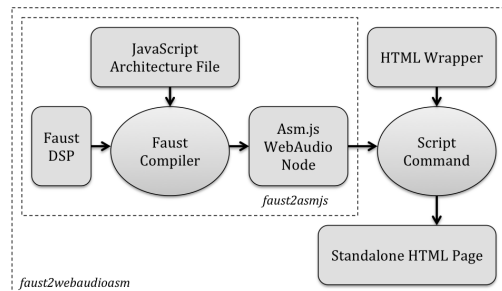 JavaScript
Architecture File
HTML Wrapper
Faust
DSP
Faust
Compiler
Asm.js
WebAudio
Node
Script
Command
faust2asmjs
Standalone HTML Page
faust2webaudioasm